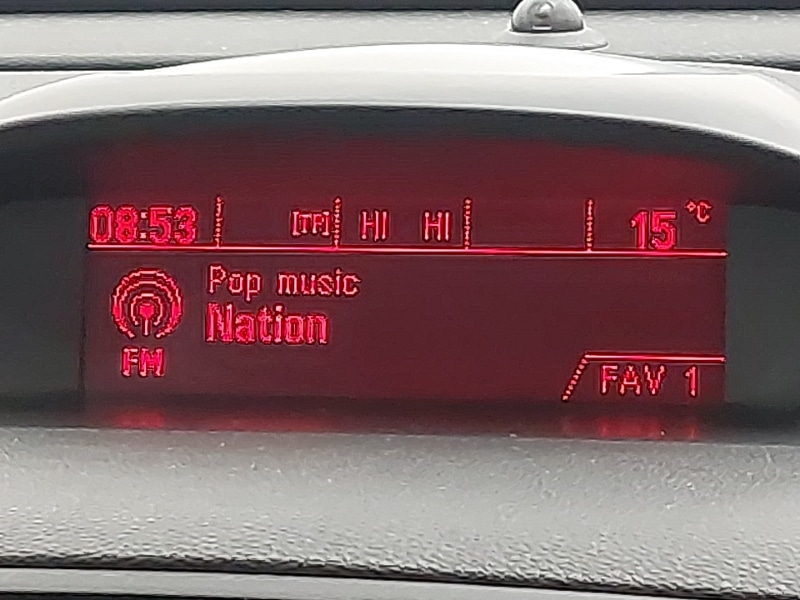 08:53 [TP] HI HI 15 °C
Pop music
Nation
FM
FAV 1